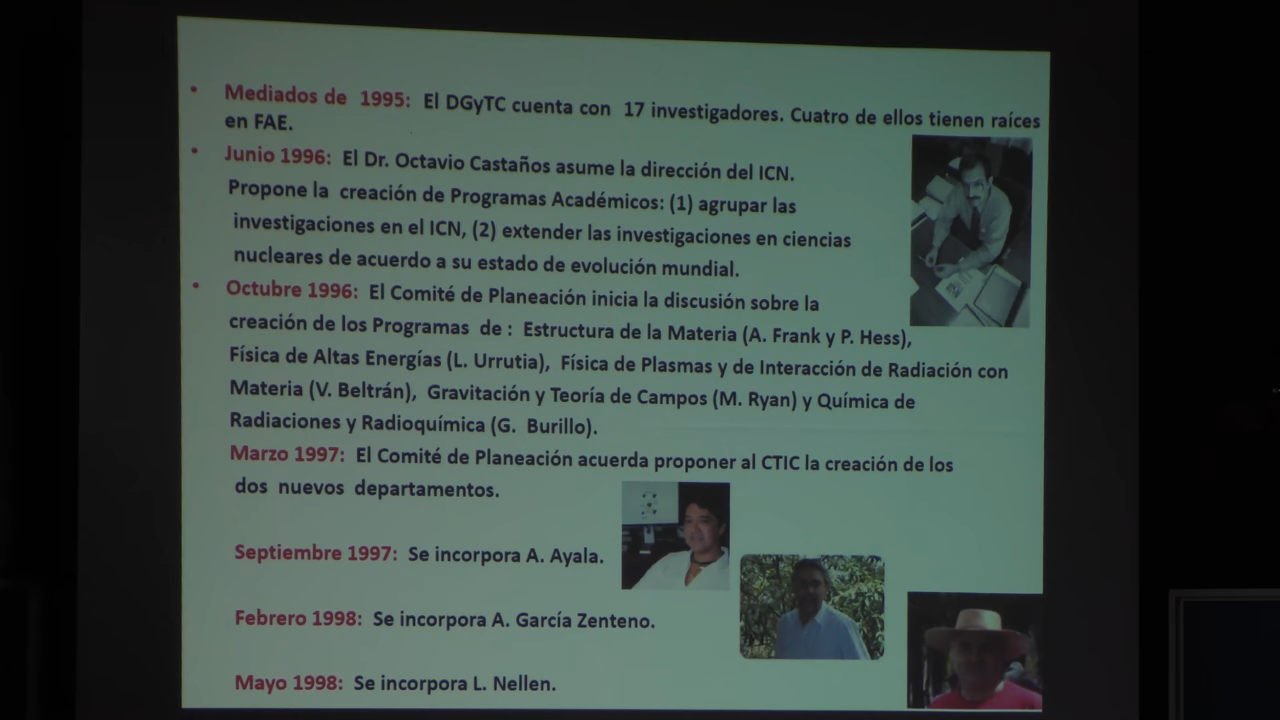 • Mediados de 1995: El DGyTC cuenta con 17 investigadores. Cuatro de ellos tienen raíces
en FAE.
• Junio 1996: El Dr. Octavio Castaños asume la dirección del ICN.
Propone la creación de Programas Académicos: (1) agrupar las
investigaciones en el ICN, (2) extender las investigaciones en ciencias
nucleares de acuerdo a su estado de evolución mundial.
• Octubre 1996: El Comité de Planeación inicia la discusión sobre la
creación de los Programas de : Estructura de la Materia (A. Frank y P. Hess),
Física de Altas Energías (L. Urrutia), Física de Plasmas y de Interacción de Radiación con
Materia (V. Beltrán), Gravitación y Teoría de Campos (M. Ryan) y Química de
Radiaciones y Radioquímica (G. Burillo).
Marzo 1997: El Comité de Planeación acuerda proponer al CTIC la creación de los
dos nuevos departamentos.
Septiembre 1997: Se incorpora A. Ayala.
Febrero 1998: Se incorpora A. García Zenteno.
Mayo 1998: Se incorpora L. Nellen.